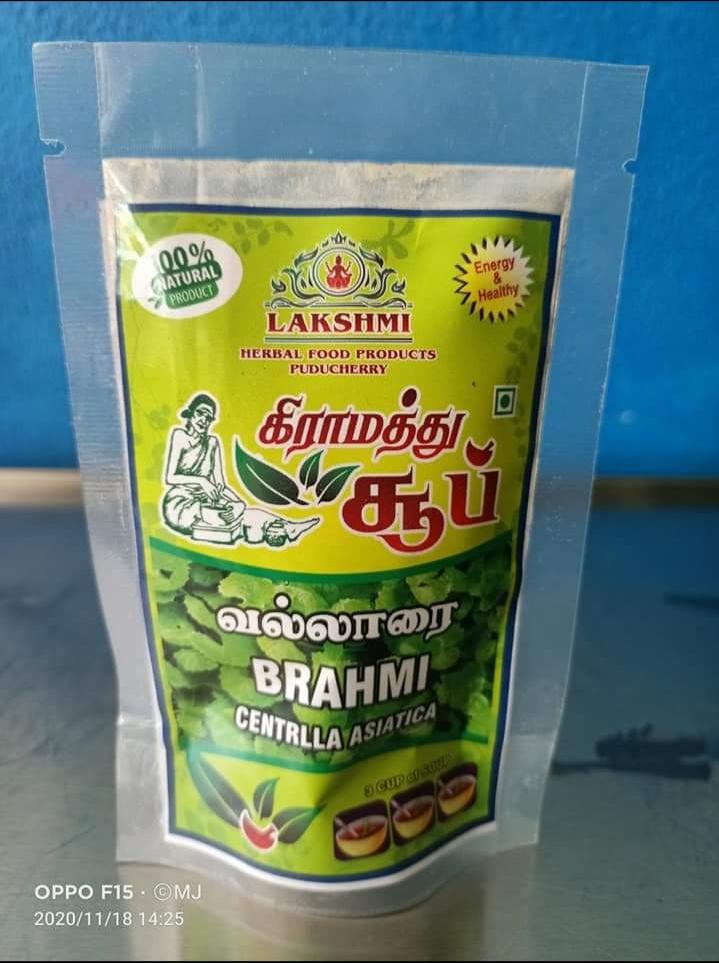 100%
NATURAL
PRODUCT
Energy
&
Healthy
LAKSHMI
HERBAL FOOD PRODUCTS
PUDUCHERRY
கிராமத்து
சூப்
வல்லாரை
BRAHMI
CENTRLLA ASIATICA
3 CUP of SOUP
OPPO F15 · ©MJ
2020/11/18 14:25